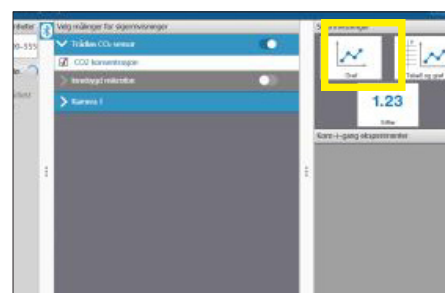 Velg målinger for skjermvisninger
Trådløs CO₂ sensor
CO2 konsentrasjon
Innebygd mikrofon
Kamera 1
Graf
Tabell og graf
1.23
Siffer
Kom-i-gang eksperimenter